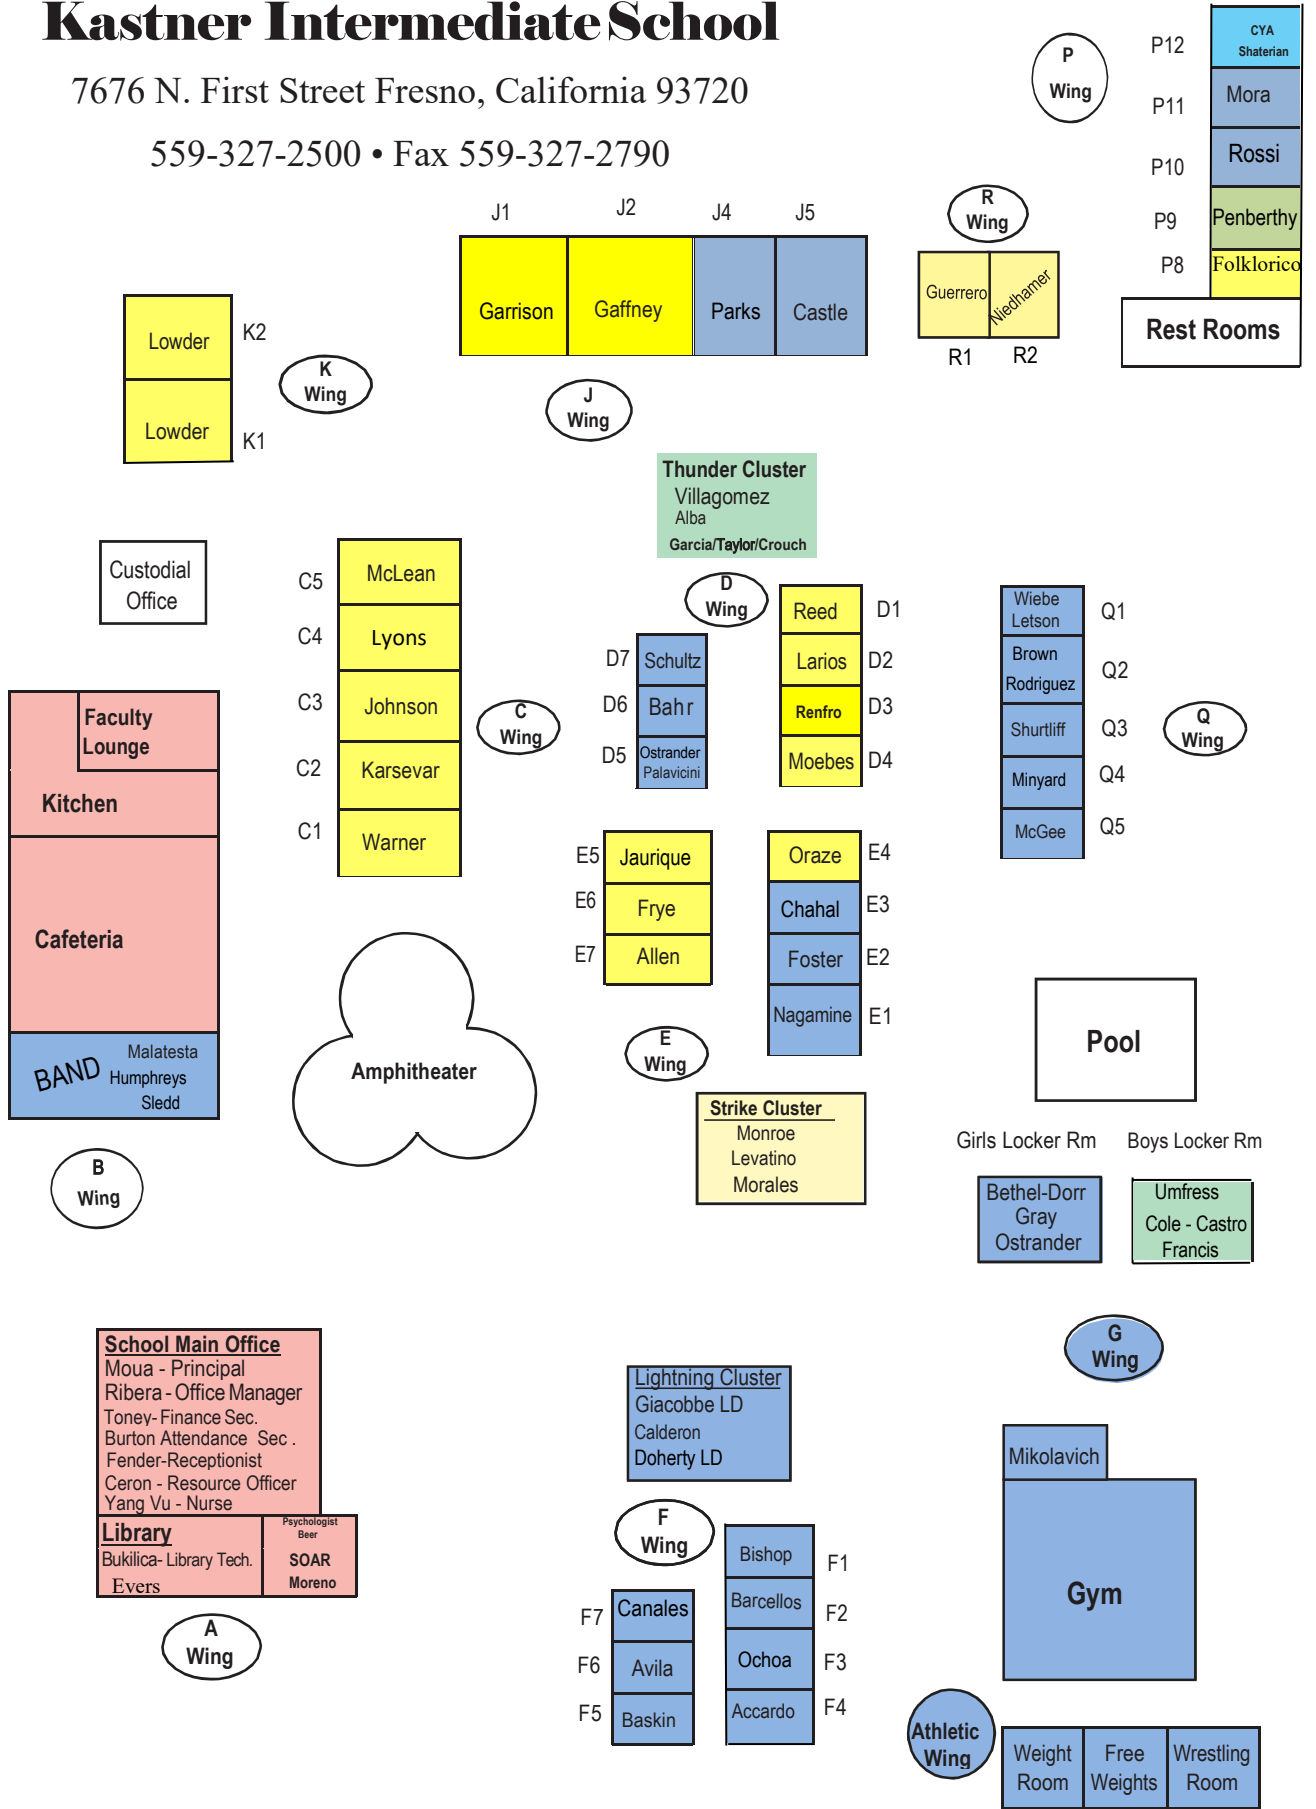 Kastner Intermediate School
7676 N. First Street Fresno, California 93720
559-327-2500 • Fax 559-327-2790
P
Wing
P12
CYA
Shaterian
P11
Mora
P10
Rossi
P9
Penberthy
P8
Folklorico
Rest Rooms
R
Wing
Guerrero
Niedhamer
R1
R2
J1
J2
J4
J5
Garrison
Gaffney
Parks
Castle
J
Wing
Lowder
K2
Lowder
K1
K
Wing
Thunder Cluster
Villagomez
Alba
Garcia/Taylor/Crouch
Custodial
Office
C5
McLean
C4
Lyons
C3
Johnson
C2
Karsevar
C1
Warner
C
Wing
D
Wing
Reed
D1
Larios
D2
Renfro
D3
Moebes
D4
D7
Schultz
D6
Bahr
D5
Ostrander
Palavicini
Wiebe
Letson
Q1
Brown
Rodriguez
Q2
Shurtliff
Q3
Minyard
Q4
McGee
Q5
Q
Wing
Faculty
Lounge
Kitchen
Cafeteria
BAND
Malatesta
Humphreys
Sledd
B
Wing
E5
Jaurique
E6
Frye
E7
Allen
Oraze
E4
Chahal
E3
Foster
E2
Nagamine
E1
E
Wing
Amphitheater
Strike Cluster
Monroe
Levatino
Morales
Pool
Girls Locker Rm
Boys Locker Rm
Bethel-Dorr
Gray
Ostrander
Umfress
Cole - Castro
Francis
G
Wing
School Main Office
Moua - Principal
Ribera - Office Manager
Toney- Finance Sec.
Burton Attendance Sec .
Fender-Receptionist
Ceron - Resource Officer
Yang Vu - Nurse
Library
Bukilica- Library Tech.
Evers
Psychologist
Beer
SOAR
Moreno
A
Wing
Lightning Cluster
Giacobbe LD
Calderon
Doherty LD
F
Wing
Bishop
F1
Barcellos
F2
Ochoa
F3
Accardo
F4
F7
Canales
F6
Avila
F5
Baskin
Mikolavich
Gym
Athletic
Wing
Weight
Room
Free
Weights
Wrestling
Room